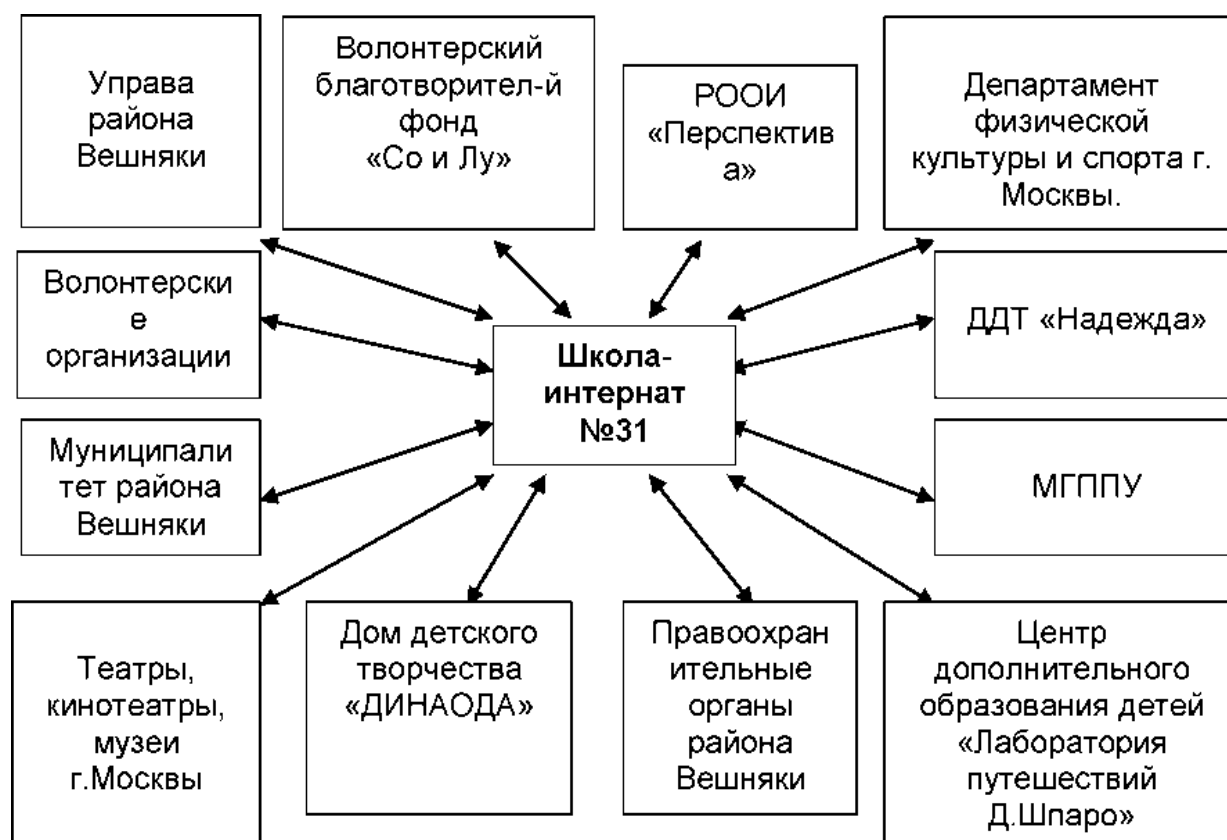 Управа
района
Вешняки
Волонтерский
благотворител-й
фонд
«Со и Лу»
РООИ
«Перспектив
а»
Департамент
физической
культуры и спорта г.
Москвы.
Волонтерски
е
организации
ДДТ «Надежда»
Школа-
интернат
№31
Муниципали
тет района
Вешняки
МГППУ
Театры,
кинотеатры,
музеи
г.Москвы
Дом детского
творчества
«ДИНАОДА»
Правоохран
ительные
органы
района
Вешняки
Центр
дополнительного
образования детей
«Лаборатория
путешествий
Д.Шпаро»